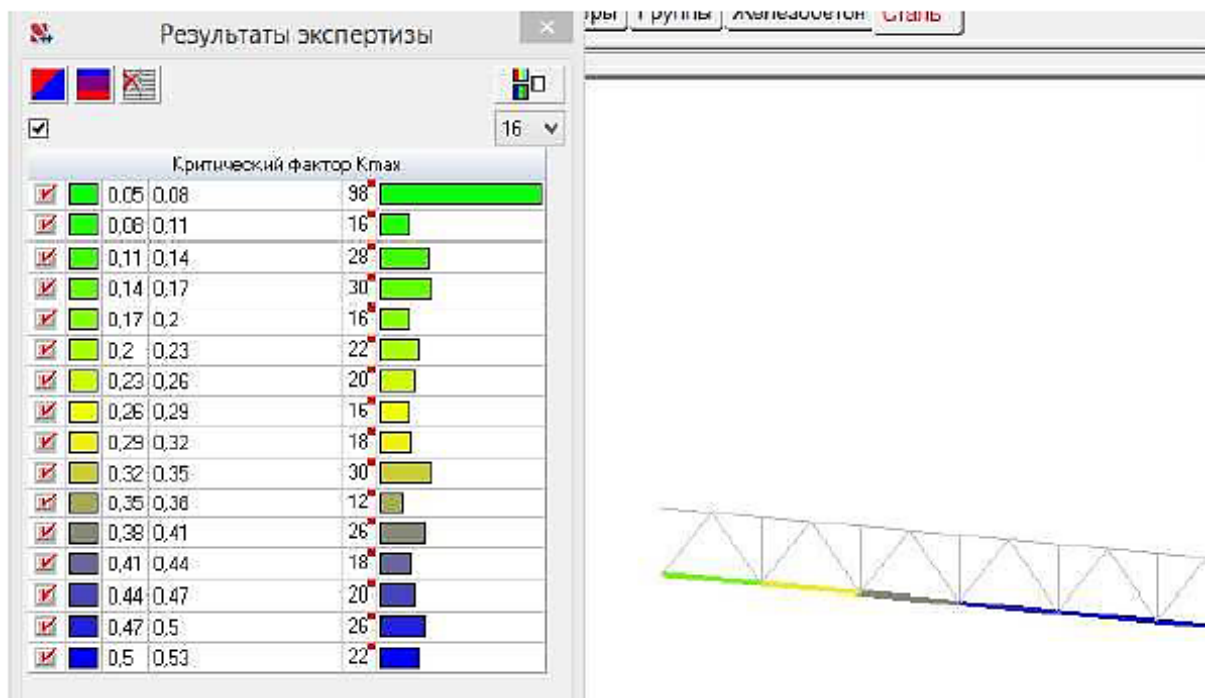 Результаты экспертизы
Группы Железобетон Сталь
16
Критический фактор Kmax
0.05 0.08 98
0.08 0.11 16
0,11 0,14 28
0,14 0,17 30
0,17 0,2 16
0,2 0,23 22
0,23 0,26 20
0,26 0,29 16
0,29 0,32 18
0.32 0.35 30
0,35 0,38 12
0,38 0,41 26
0,41 0,44 18
0.44 0.47 20
0,47 0,5 26
0,5 0,53 22